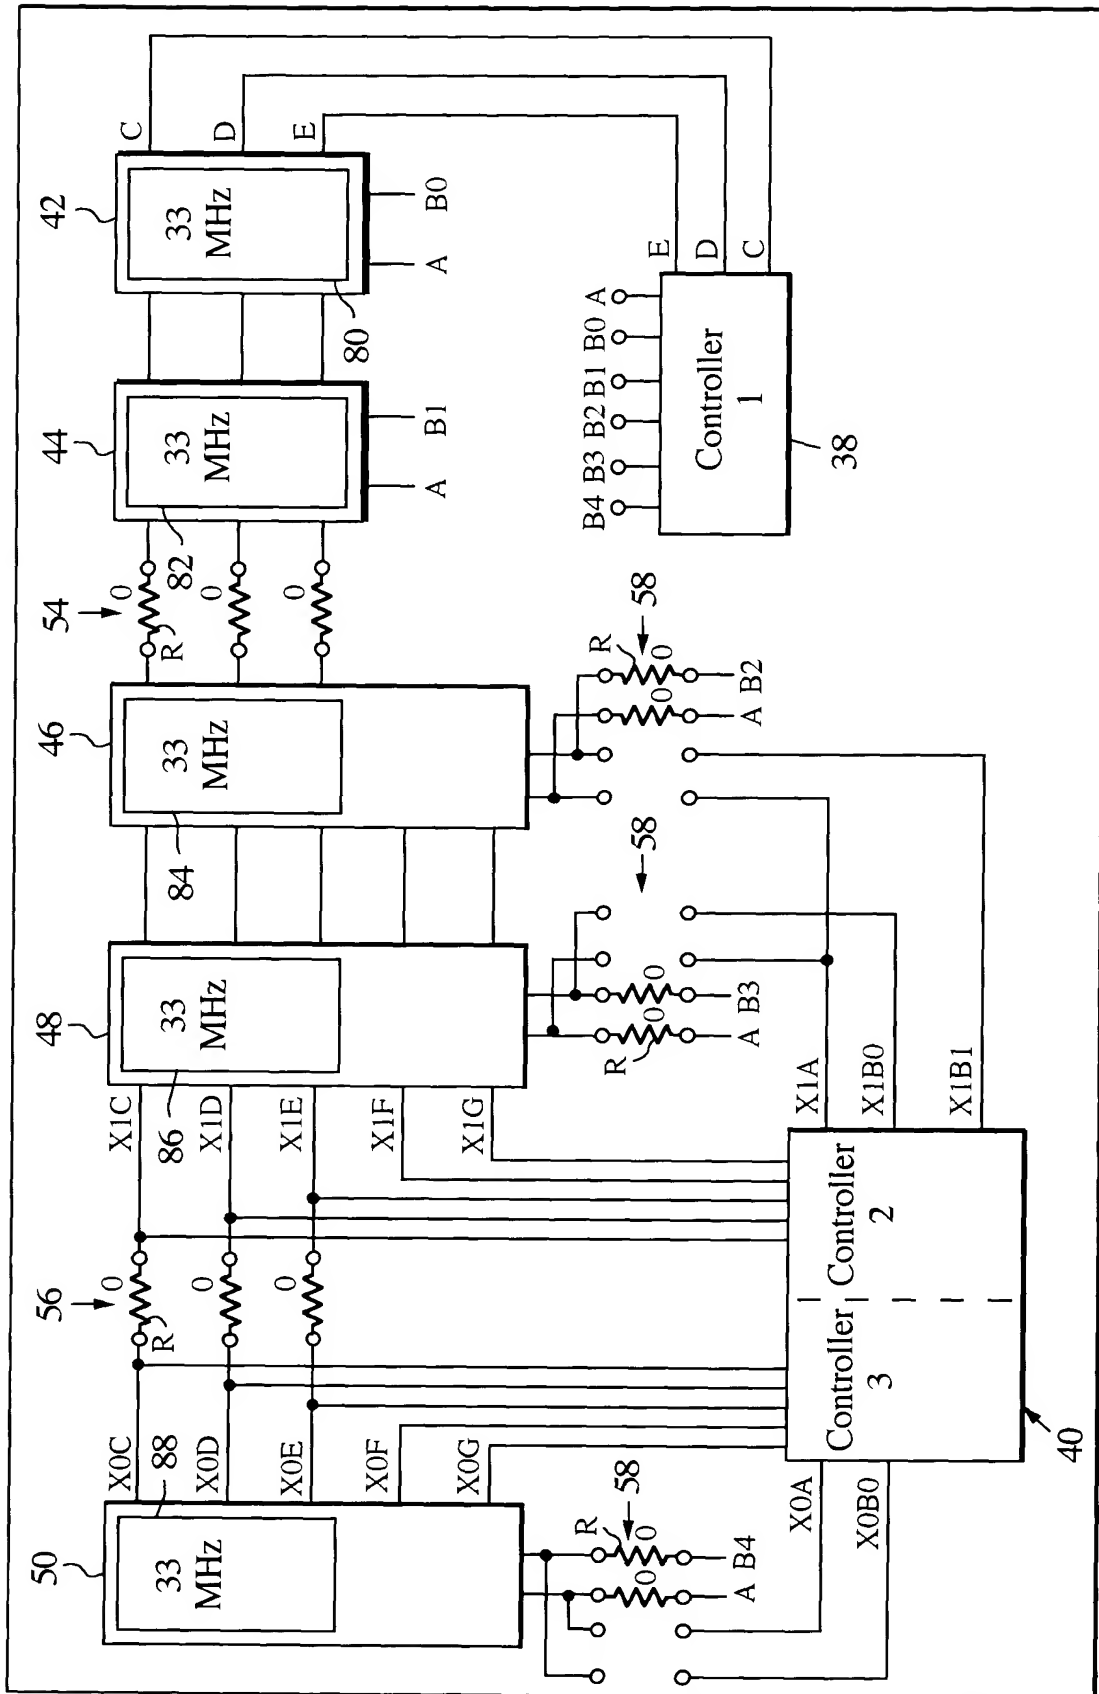 50
88
33
MHz
X0C
X0D
X0E
X0F
X0G
56
0
R
0
0
X1C
X1D
X1E
X1F
X1G
48
86
33
MHz
46
84
33
MHz
54
0
R
0
0
44
82
33
MHz
A
B1
42
80
33
MHz
A
B0
C
D
E
58
R
0
0
A
B4
X0A
X0B0
58
R
0
0
A
B3
58
R
0
0
A
B2
Controller
3
Controller
2
40
X1A
X1B0
X1B1
B4
B3
B2
B1
B0
A
E
D
C
Controller
1
38